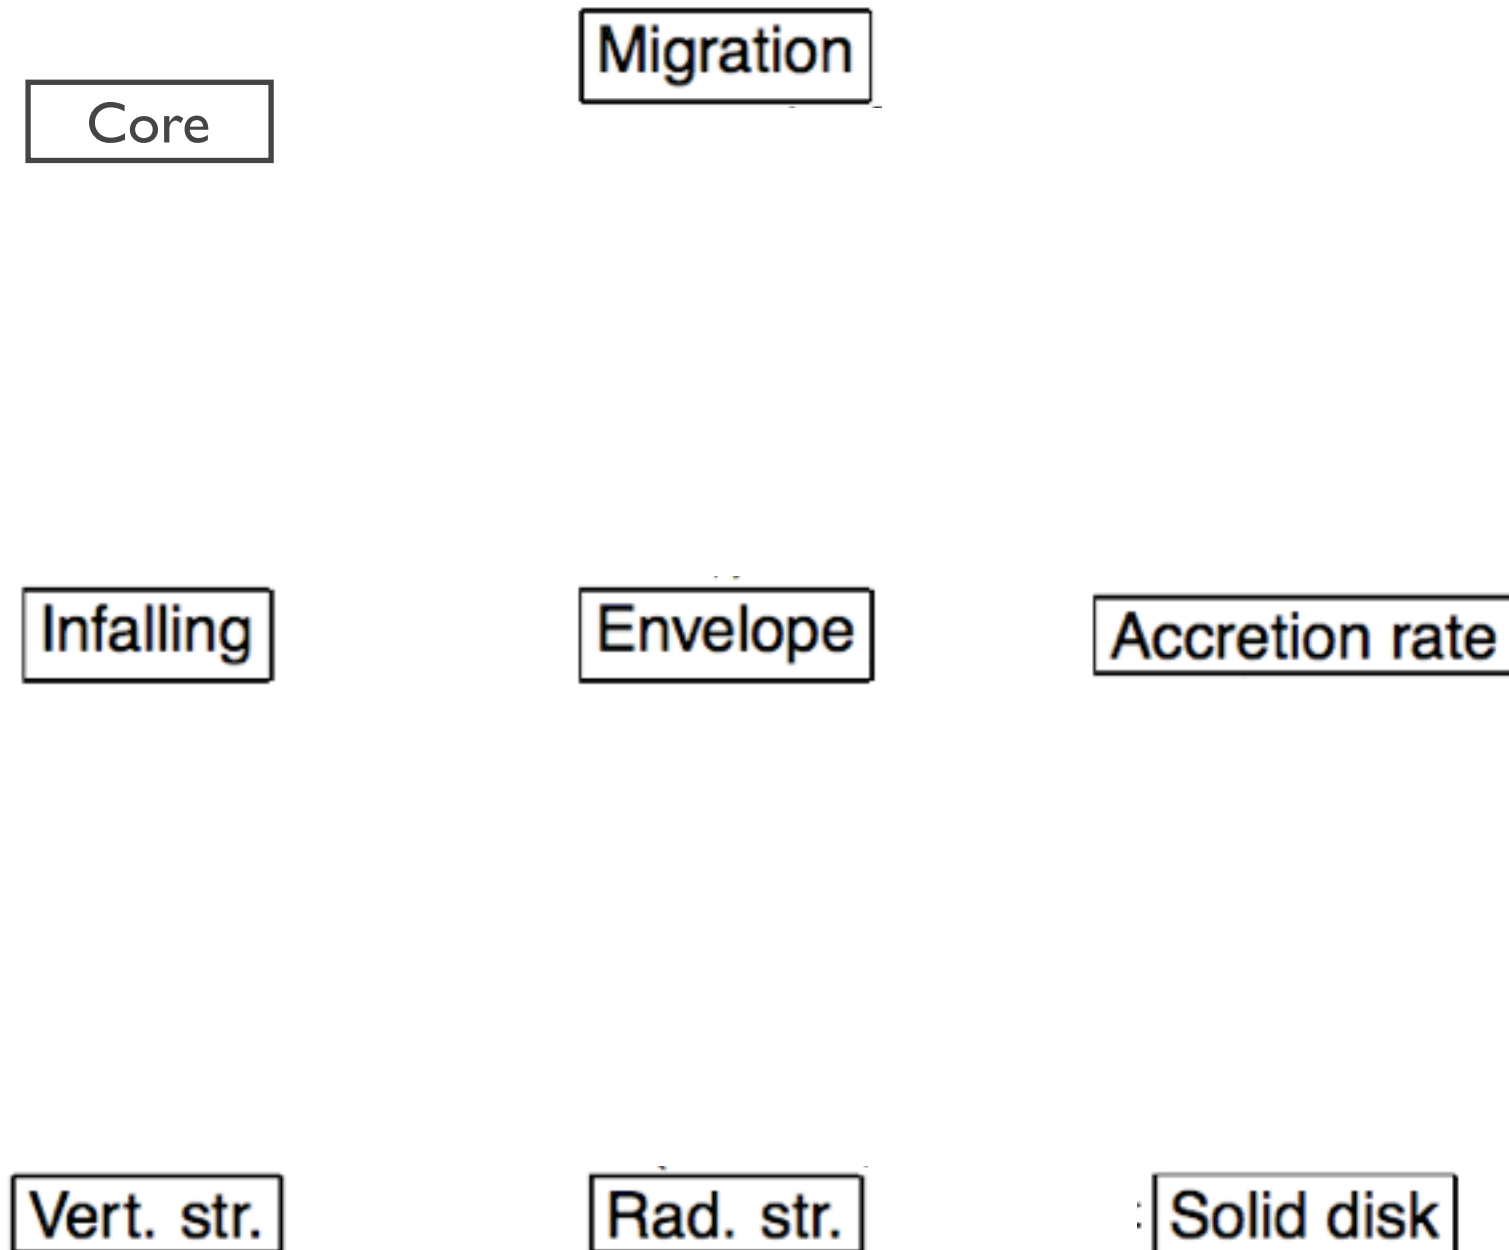 Migration
Core
Infalling
Envelope
Accretion rate
Vert. str.
Rad. str.
Solid disk